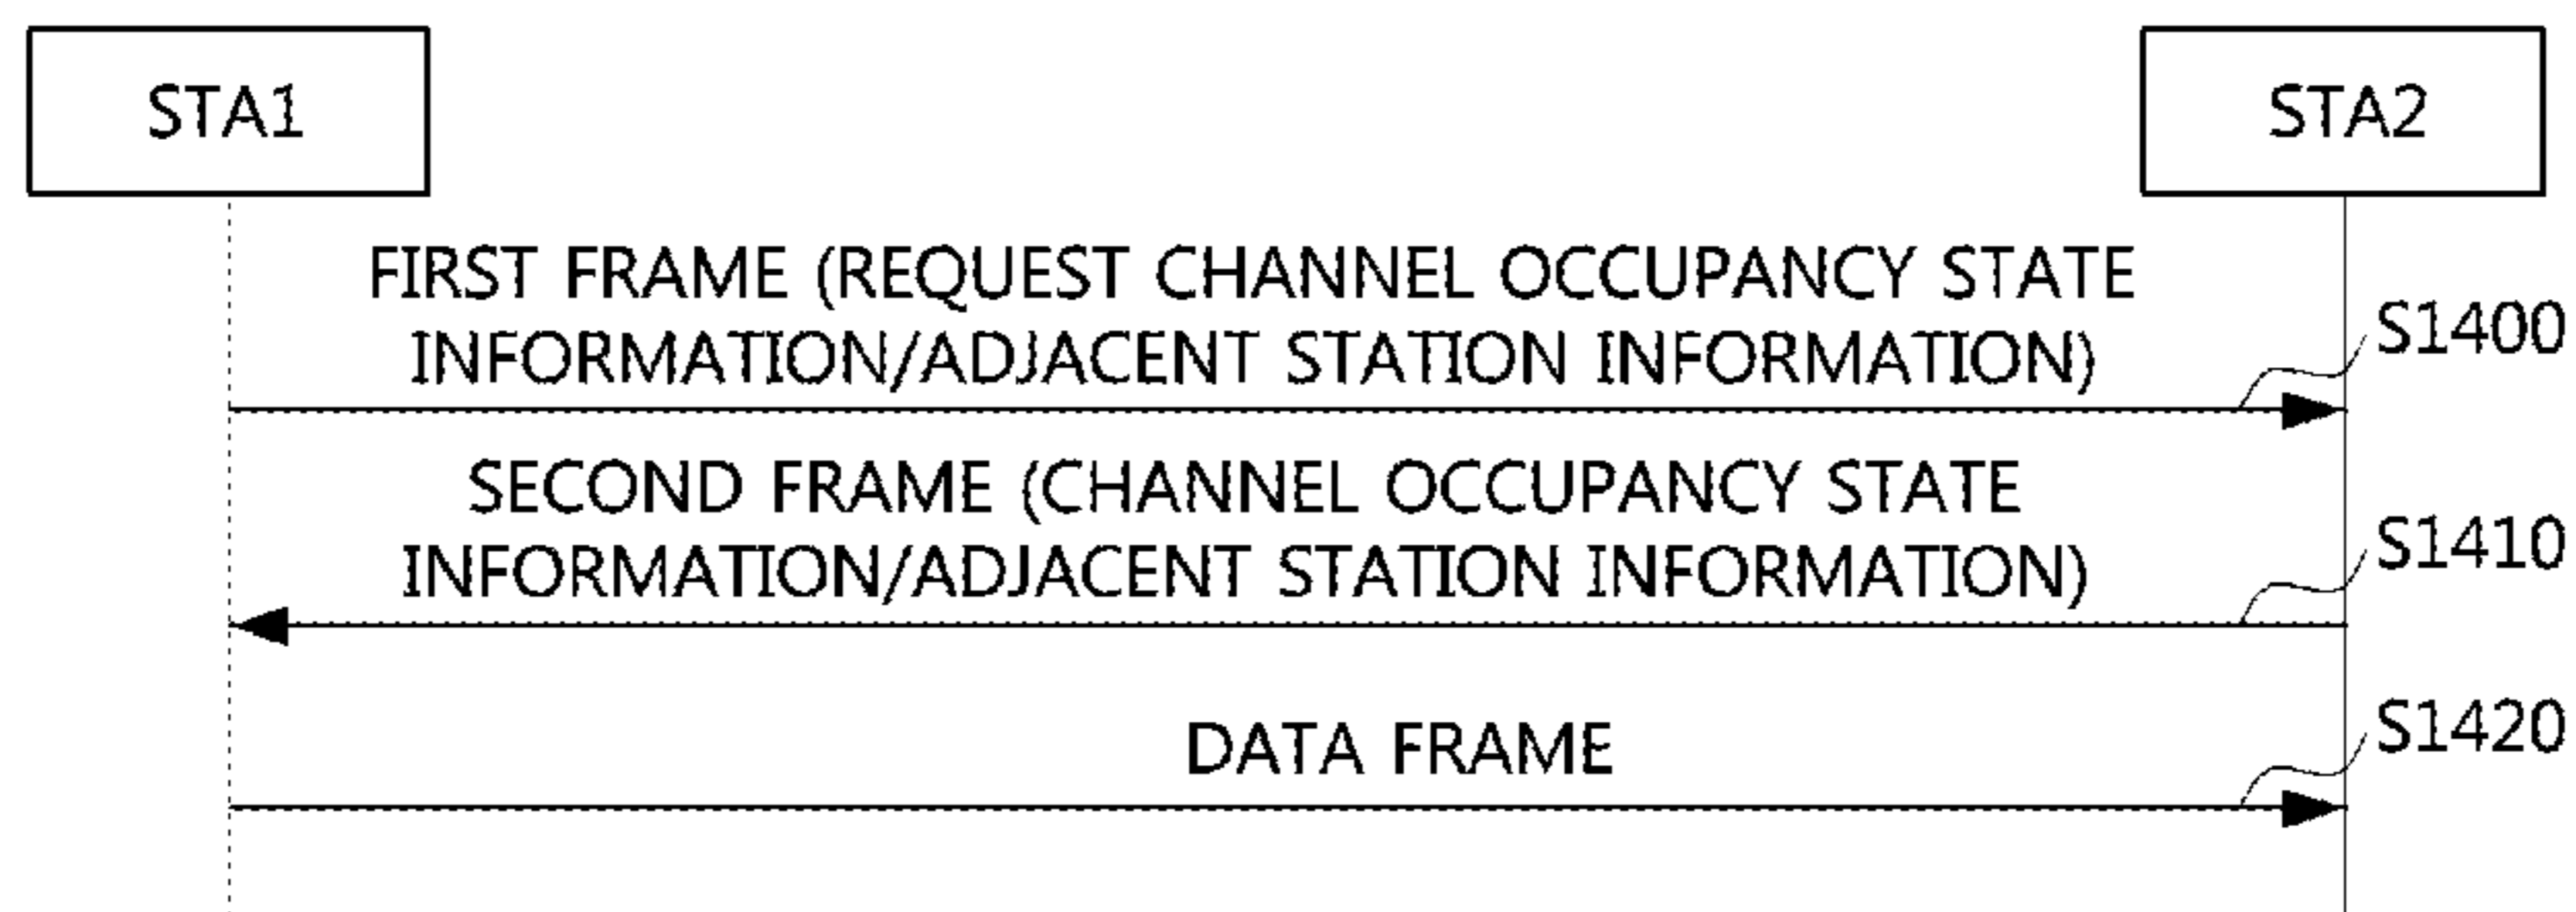 STA1
STA2
FIRST FRAME (REQUEST CHANNEL OCCUPANCY STATE
INFORMATION/ADJACENT STATION INFORMATION)
S1400
SECOND FRAME (CHANNEL OCCUPANCY STATE
INFORMATION/ADJACENT STATION INFORMATION)
S1410
DATA FRAME
S1420